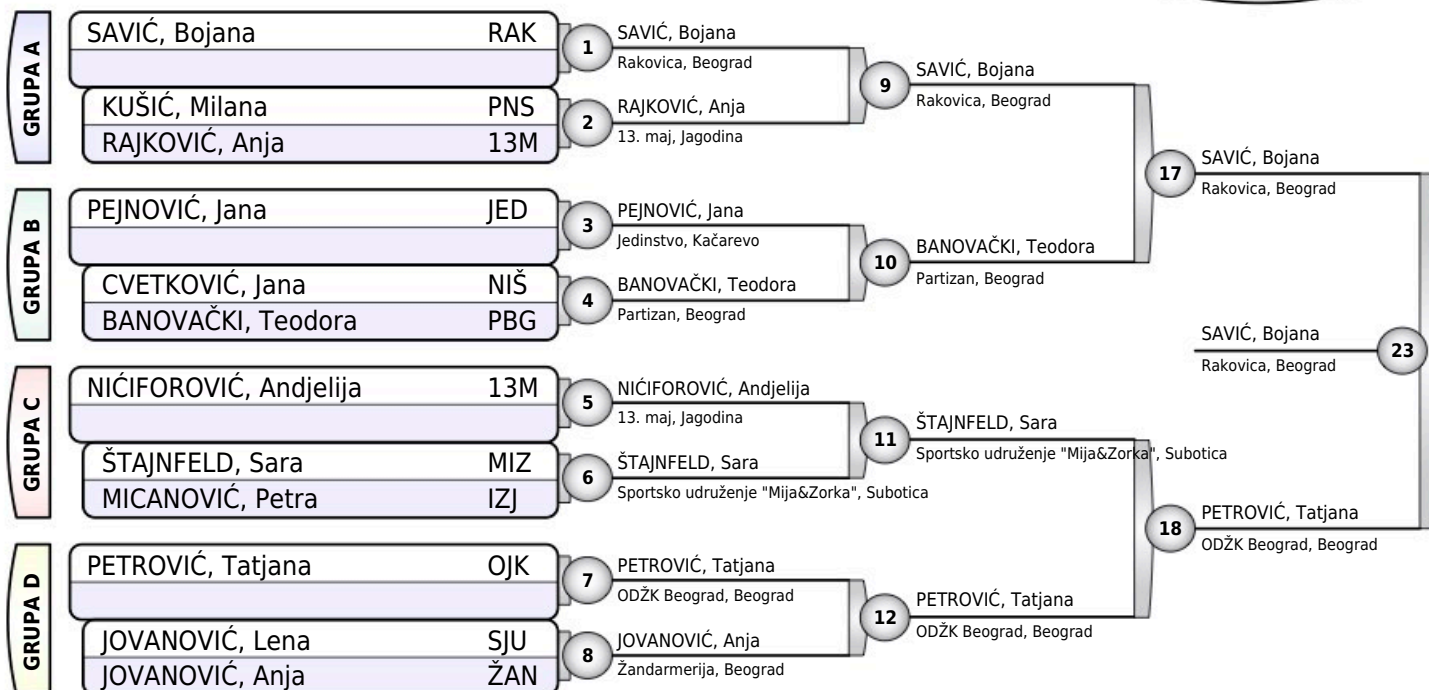 GRUPA A
SAVIĆ, Bojana RAK
KUŠIĆ, Milana PNS
RAJKOVIĆ, Anja 13M
1
SAVIĆ, Bojana
Rakovica, Beograd
2
RAJKOVIĆ, Anja
13. maj, Jagodina
9
SAVIĆ, Bojana
Rakovica, Beograd
GRUPA B
PEJNOVIĆ, Jana JED
CVETKOVIĆ, Jana NIŠ
BANOVAČKI, Teodora PBG
3
PEJNOVIĆ, Jana
Jedinstvo, Kačarevo
4
BANOVAČKI, Teodora
Partizan, Beograd
10
BANOVAČKI, Teodora
Partizan, Beograd
17
SAVIĆ, Bojana
Rakovica, Beograd
GRUPA C
NIĆIFOROVIĆ, Andjelija 13M
ŠTAJNFELD, Sara MIZ
MICANOVIĆ, Petra IZJ
5
NIĆIFOROVIĆ, Andjelija
13. maj, Jagodina
6
ŠTAJNFELD, Sara
Sportsko udruženje "Mija&Zorka", Subotica
11
ŠTAJNFELD, Sara
Sportsko udruženje "Mija&Zorka", Subotica
GRUPA D
PETROVIĆ, Tatjana OJK
JOVANOVIĆ, Lena SJU
JOVANOVIĆ, Anja ŽAN
7
PETROVIĆ, Tatjana
ODŽK Beograd, Beograd
8
JOVANOVIĆ, Anja
Žandarmerija, Beograd
12
PETROVIĆ, Tatjana
ODŽK Beograd, Beograd
18
PETROVIĆ, Tatjana
ODŽK Beograd, Beograd
SAVIĆ, Bojana
Rakovica, Beograd
23